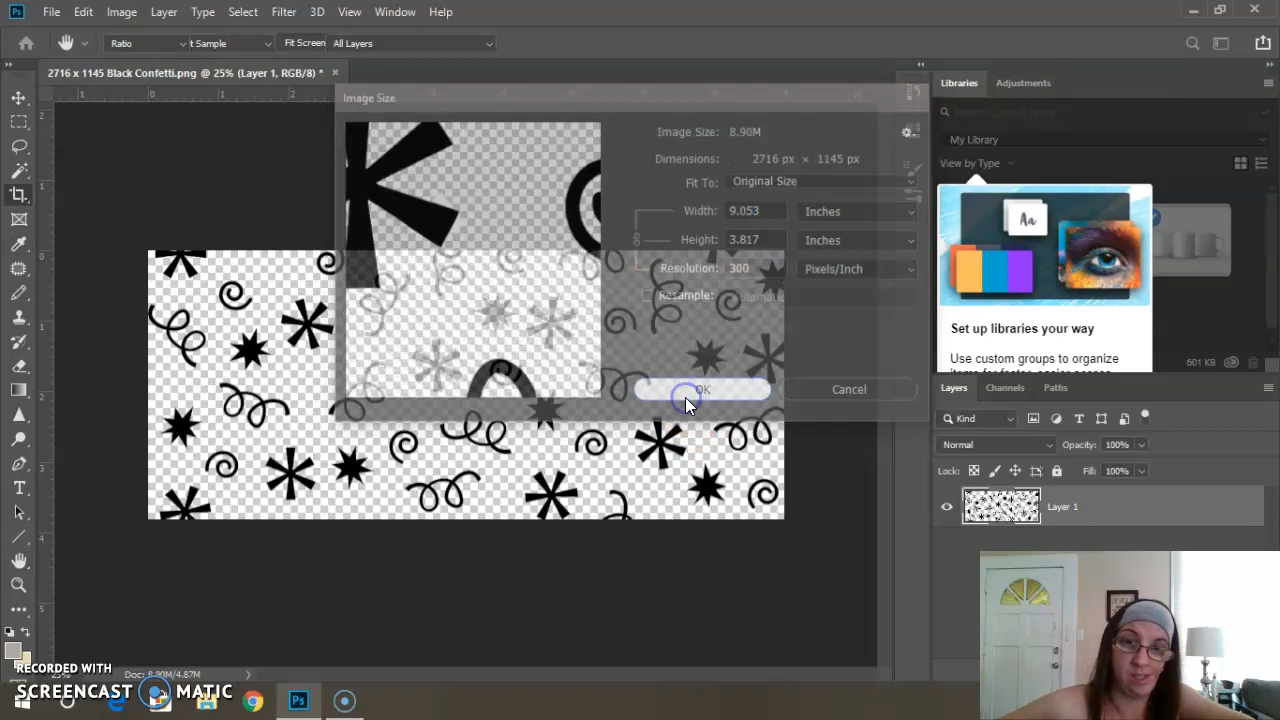 Ps File Edit Image Layer Type Select Filter 3D View Window Help
Ratio t Sample Fit Screen All Layers
2716 x 1145 Black Confetti.png @ 25% (Layer 1, RGB/8) * ×
Libraries Adjustments
Image Size
Image Size: 8.90M
My Library
Dimensions: 2716 px × 1145 px
View by Type
Fit To: Original Size
Width: 9.053 Inches
Aa
Height: 3.817 Inches
Resolution: 300 Pixels/Inch
Resample:
Set up libraries your way
Use custom groups to organize
601 KB
OK Cancel
Layers Channels Paths
Kind
Normal Opacity: 100%
Lock: Fill: 100%
Layer 1
RECORDED WITH
SCREENCAST MATIC
Doc: 8.90M/4.87M
Ps